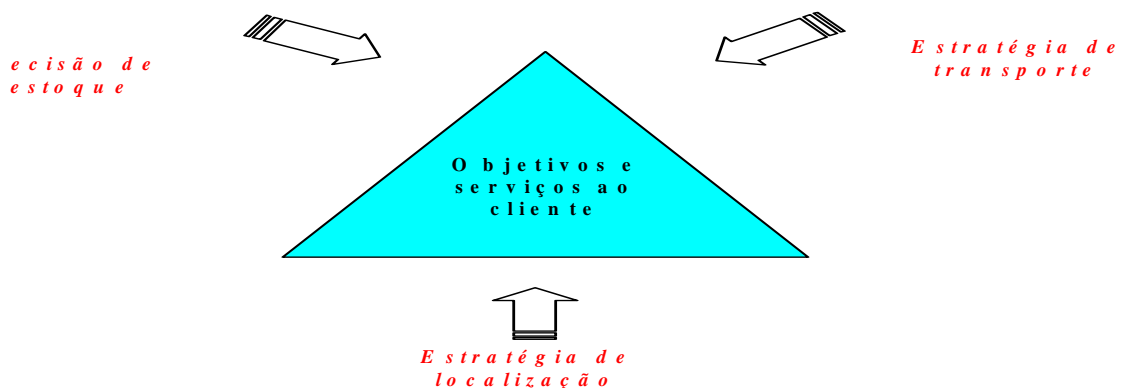 ecisão de
estoque
Estratégia de
transporte
Objetivos e
serviços ao
cliente
Estratégia de
localização